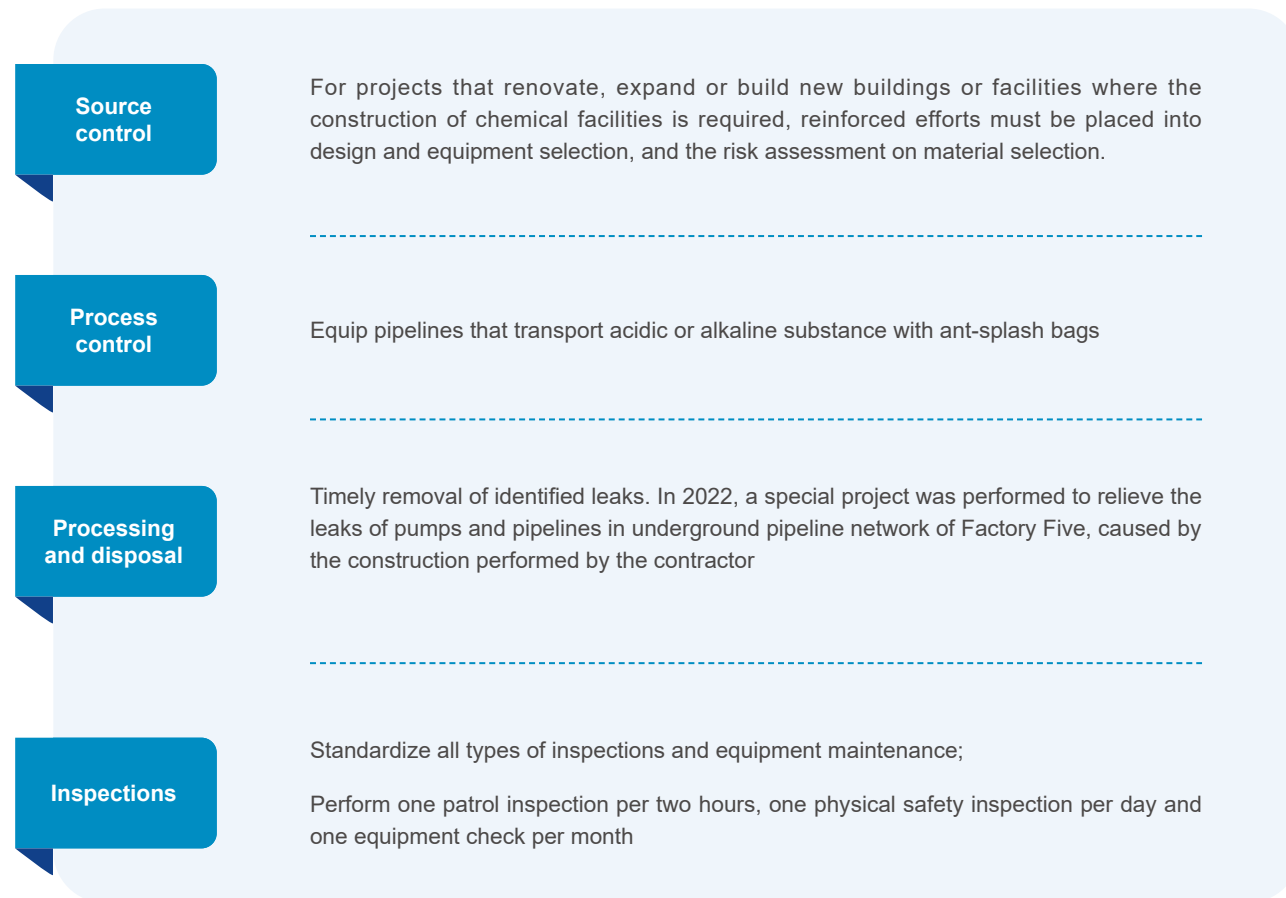 Source
control
For projects that renovate, expand or build new buildings or facilities where the
construction of chemical facilities is required, reinforced efforts must be placed into
design and equipment selection, and the risk assessment on material selection.
Process
control
Equip pipelines that transport acidic or alkaline substance with ant-splash bags
Processing
and disposal
Timely removal of identified leaks. In 2022, a special project was performed to relieve the
leaks of pumps and pipelines in underground pipeline network of Factory Five, caused by
the construction performed by the contractor
Inspections
Standardize all types of inspections and equipment maintenance;
Perform one patrol inspection per two hours, one physical safety inspection per day and
one equipment check per month